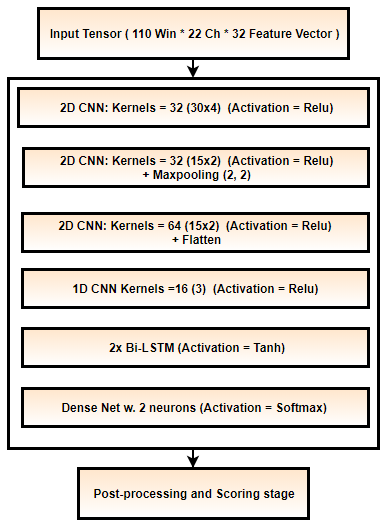 Input Tensor ( 110 Win * 22 Ch * 32 Feature Vector )
2D CNN: Kernels = 32 (30x4)  (Activation = Relu)
2D CNN: Kernels = 32 (15x2)  (Activation = Relu)
+ Maxpooling (2, 2)
2D CNN: Kernels = 64 (15x2)  (Activation = Relu)
+ Flatten
1D CNN Kernels =16 (3)  (Activation = Relu)
2x Bi-LSTM (Activation = Tanh)
Dense Net w. 2 neurons (Activation = Softmax)
Post-processing and Scoring stage